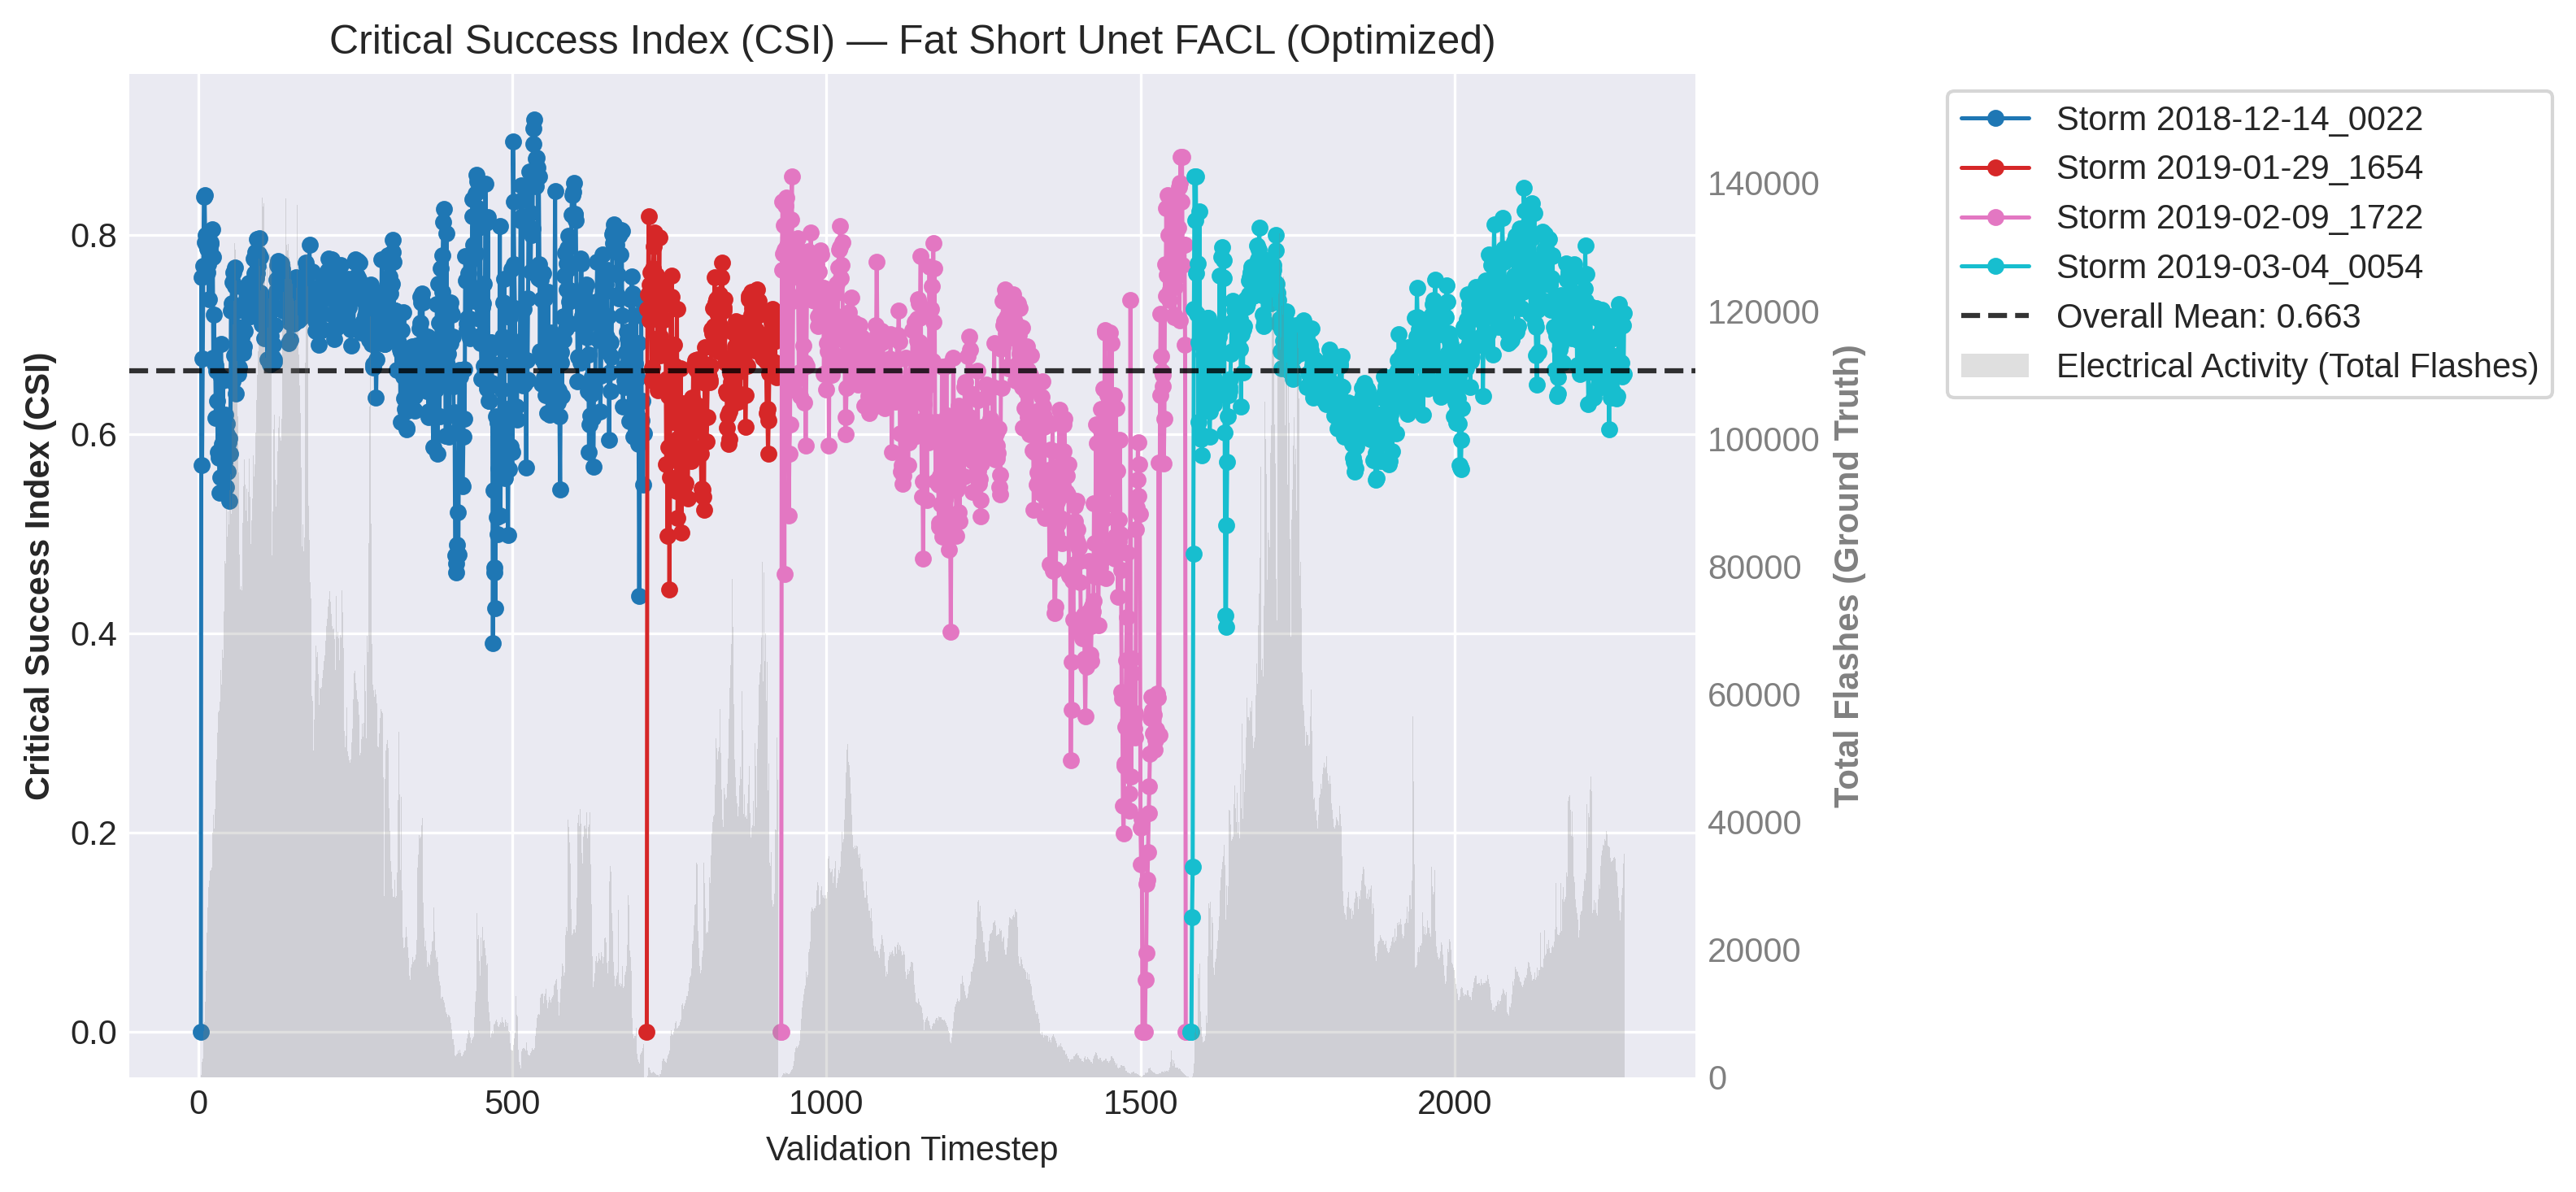 Critical Success Index (CSI) — Fat Short Unet FACL (Optimized)
Critical Success Index (CSI)
0.8
0.6
0.4
0.2
0.0
0
500
1000
1500
2000
Validation Timestep
140000
120000
100000
80000
60000
40000
20000
0
Total Flashes (Ground Truth)
Storm 2018-12-14_0022
Storm 2019-01-29_1654
Storm 2019-02-09_1722
Storm 2019-03-04_0054
Overall Mean: 0.663
Electrical Activity (Total Flashes)